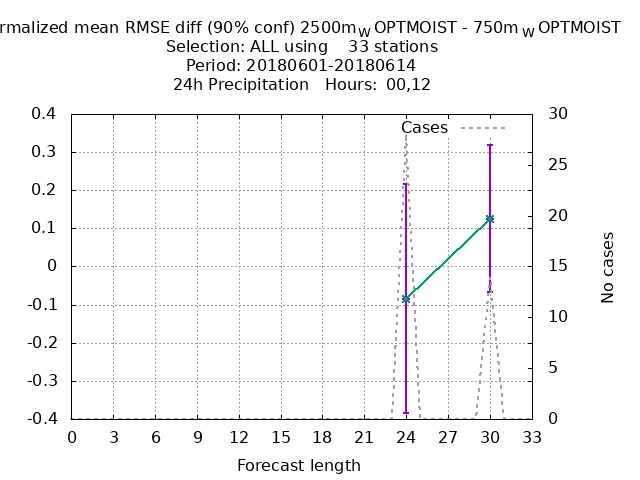 rmalized mean RMSE diff (90% conf) 2500m_W OPTMOIST - 750m_W OPTMOIST
Selection: ALL using 33 stations
Period: 20180601-20180614
24h Precipitation Hours: 00,12
Cases
0.4
0.3
0.2
0.1
0
-0.1
-0.2
-0.3
-0.4
30
25
20
15
10
5
0
No cases
0 3 6 9 12 15 18 21 24 27 30 33
Forecast length